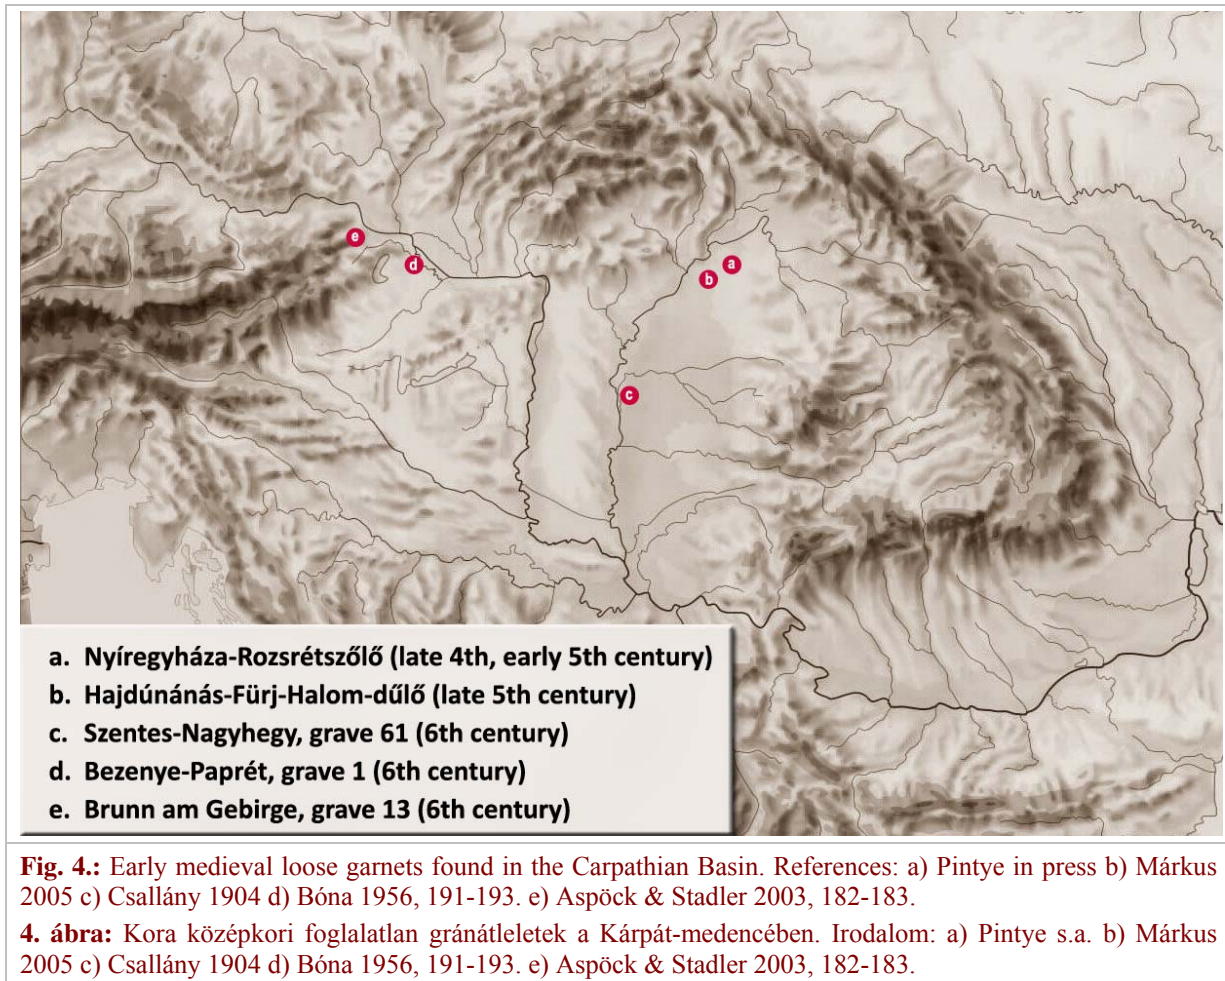 e
d
a
b
c
a. Nyíregyháza-Rozsrétszőlő (late 4th, early 5th century)
b. Hajdúnánás-Fürj-Halom-dűlő (late 5th century)
c. Szentes-Nagyhegy, grave 61 (6th century)
d. Bezenye-Paprét, grave 1 (6th century)
e. Brunn am Gebirge, grave 13 (6th century)
Fig. 4.: Early medieval loose garnets found in the Carpathian Basin. References: a) Pintye in press b) Márkus
2005 c) Csallány 1904 d) Bóna 1956, 191-193. e) Aspöck & Stadler 2003, 182-183.
4. ábra: Kora középkori foglalatlan gránátleletek a Kárpát-medencében. Irodalom: a) Pintye s.a. b) Márkus
2005 c) Csallány 1904 d) Bóna 1956, 191-193. e) Aspöck & Stadler 2003, 182-183.